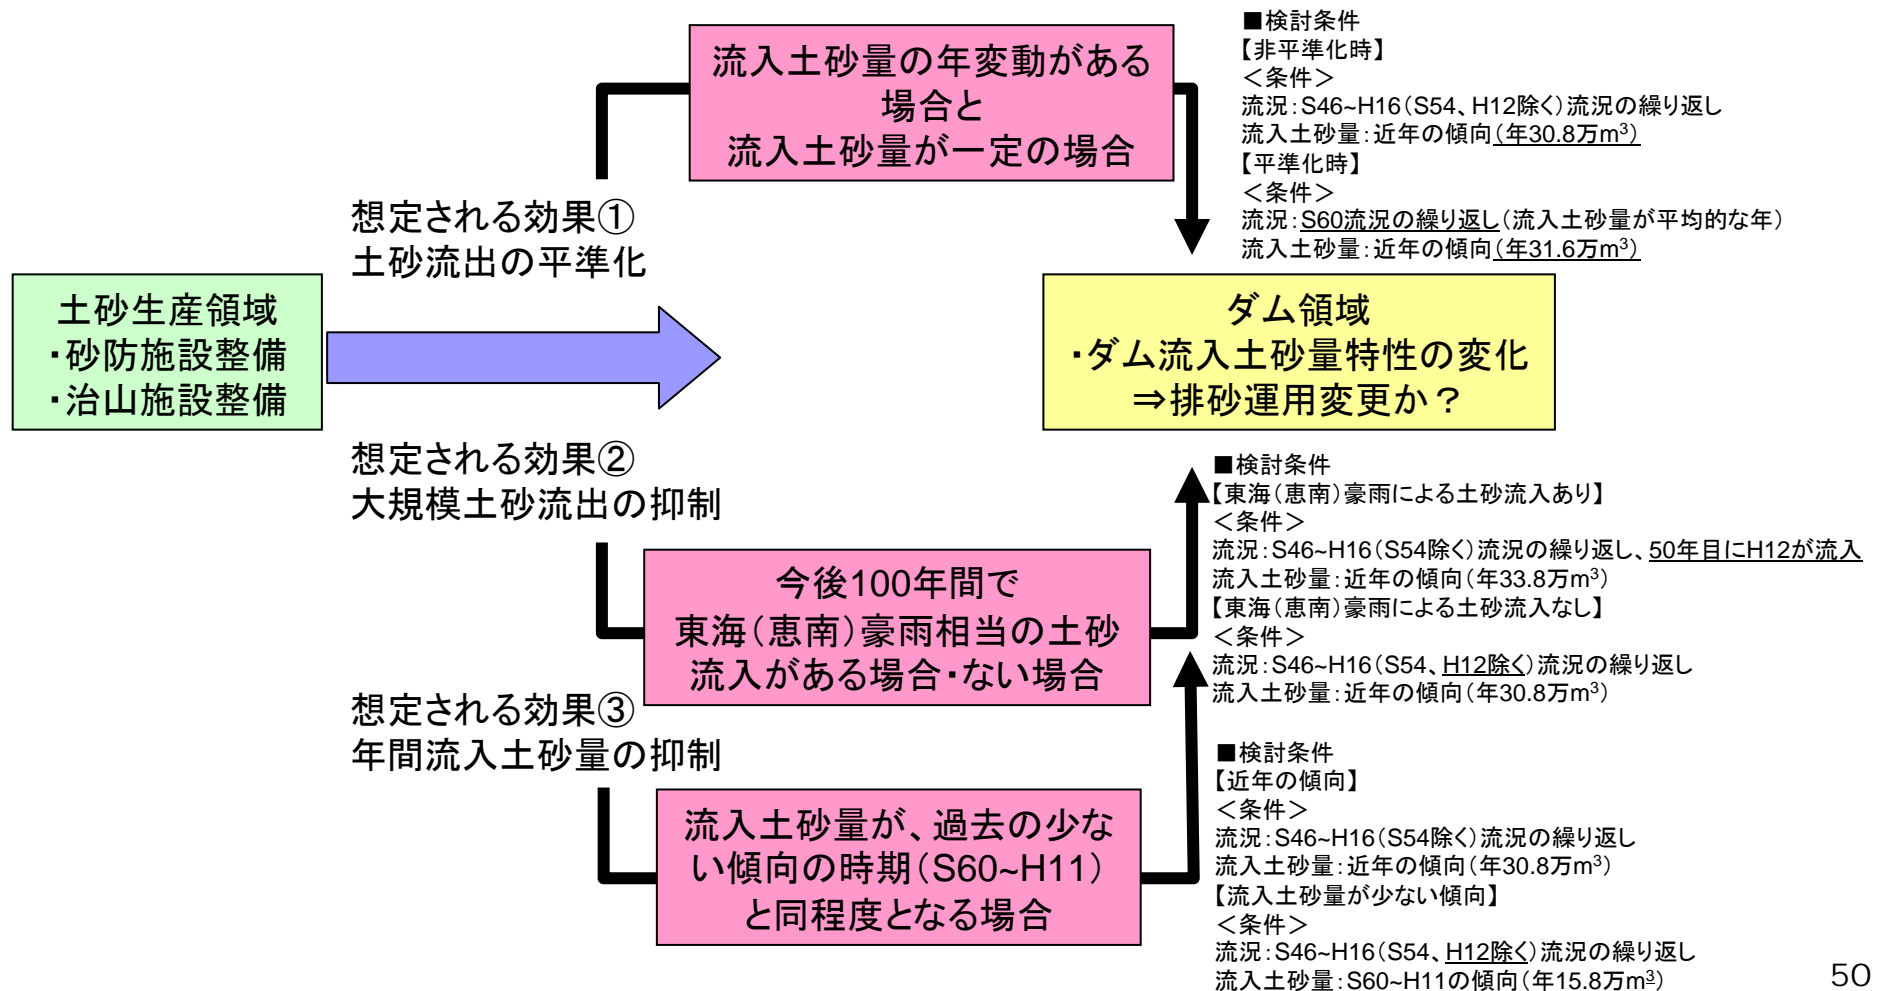 流入土砂量の年変動がある
場合と
流入土砂量が一定の場合
■検討条件
【非平準化時】
＜条件＞
流況：S46~H16（S54、H12除く）流況の繰り返し
流入土砂量：近年の傾向（年30.8万m³）
【平準化時】
＜条件＞
流況：S60流況の繰り返し（流入土砂量が平均的な年）
流入土砂量：近年の傾向（年31.6万m³）
想定される効果①
土砂流出の平準化
土砂生産領域
・砂防施設整備
・治山施設整備
ダム領域
・ダム流入土砂量特性の変化
⇒排砂運用変更か？
想定される効果②
大規模土砂流出の抑制
今後100年間で
東海（恵南）豪雨相当の土砂
流入がある場合・ない場合
■検討条件
【東海（恵南）豪雨による土砂流入あり】
＜条件＞
流況：S46~H16（S54除く）流況の繰り返し、50年目にH12が流入
流入土砂量：近年の傾向（年33.8万m³）
【東海（恵南）豪雨による土砂流入なし】
＜条件＞
流況：S46~H16（S54、H12除く）流況の繰り返し
流入土砂量：近年の傾向（年30.8万m³）
想定される効果③
年間流入土砂量の抑制
流入土砂量が、過去の少な
い傾向の時期（S60~H11）
と同程度となる場合
■検討条件
【近年の傾向】
＜条件＞
流況：S46~H16（S54除く）流況の繰り返し
流入土砂量：近年の傾向（年30.8万m³）
【流入土砂量が少ない傾向】
＜条件＞
流況：S46~H16（S54、H12除く）流況の繰り返し
流入土砂量：S60~H11の傾向（年15.8万m³）
50